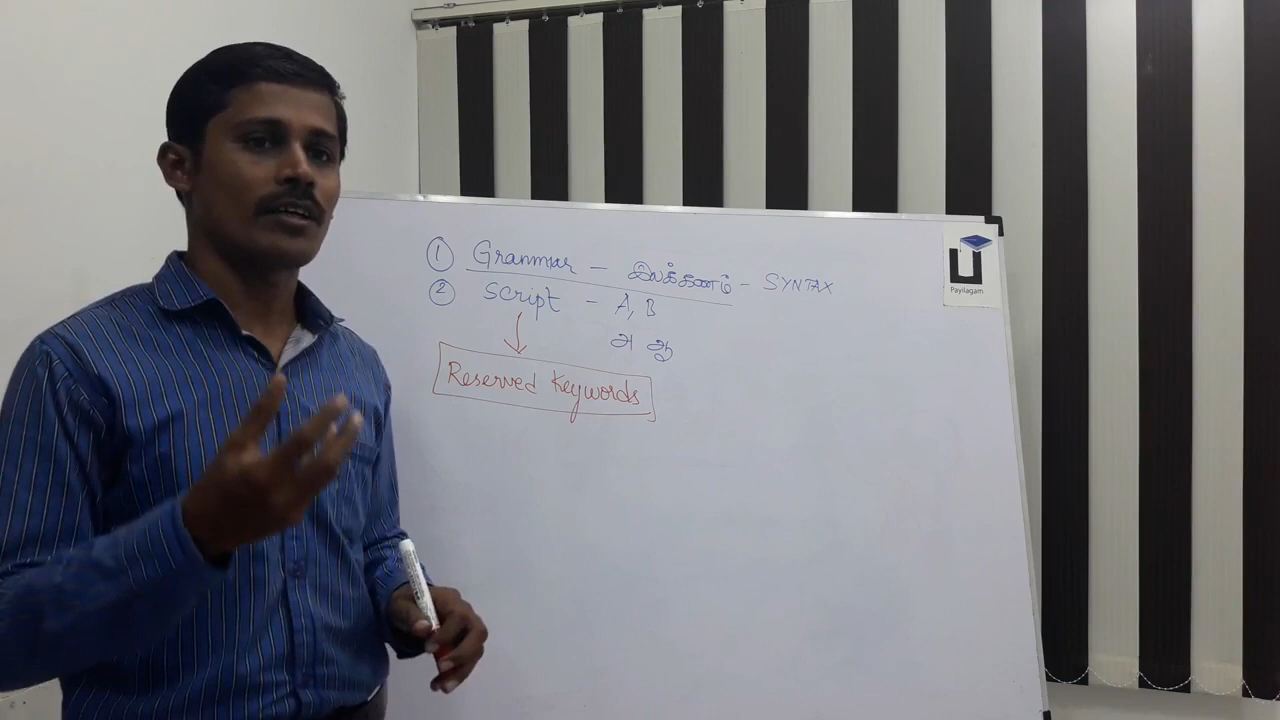 ① Grammar – இலக்கணம் – SYNTAX
② Script – A, B
அ ஆ
Reserved Keywords
Payilagam